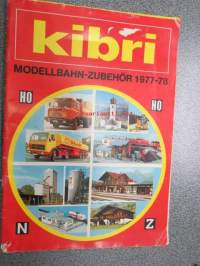 kibri
MODELLBAHN-ZUBEHÖR 1977-78
HO HO
N Z